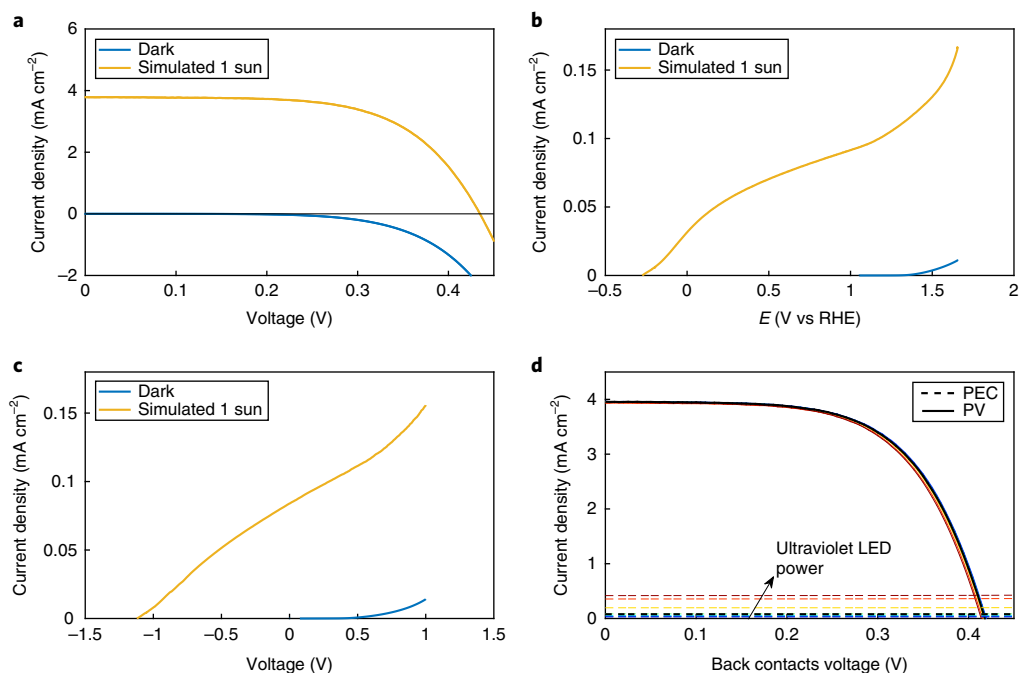 a
6
4
2
0
−2
0
0.1
0.2
0.3
0.4
Current density (mA cm⁻²)
Voltage (V)
Dark
Simulated 1 sun
b
0.15
0.1
0.05
0
−0.5
0
0.5
1
1.5
2
Current density (mA cm⁻²)
E (V vs RHE)
Dark
Simulated 1 sun
c
0.15
0.1
0.05
0
−1.5
−1
−0.5
0
0.5
1
1.5
Current density (mA cm⁻²)
Voltage (V)
Dark
Simulated 1 sun
d
4
3
2
1
0
0
0.1
0.2
0.3
0.4
Current density (mA cm⁻²)
Back contacts voltage (V)
PEC
PV
Ultraviolet LED
power